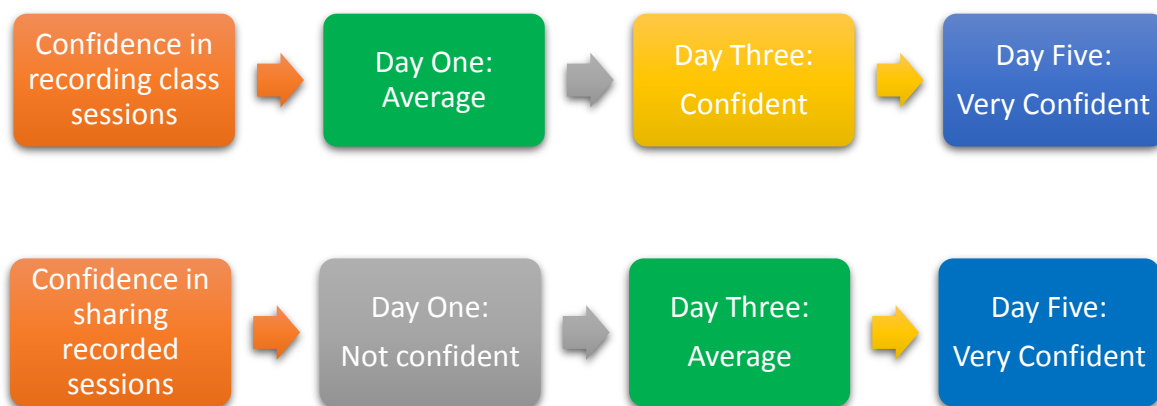 Confidence in
recording class
sessions
Day One:
Average
Day Three:
Confident
Day Five:
Very Confident
Confidence in
sharing
recorded
sessions
Day One:
Not confident
Day Three:
Average
Day Five:
Very Confident